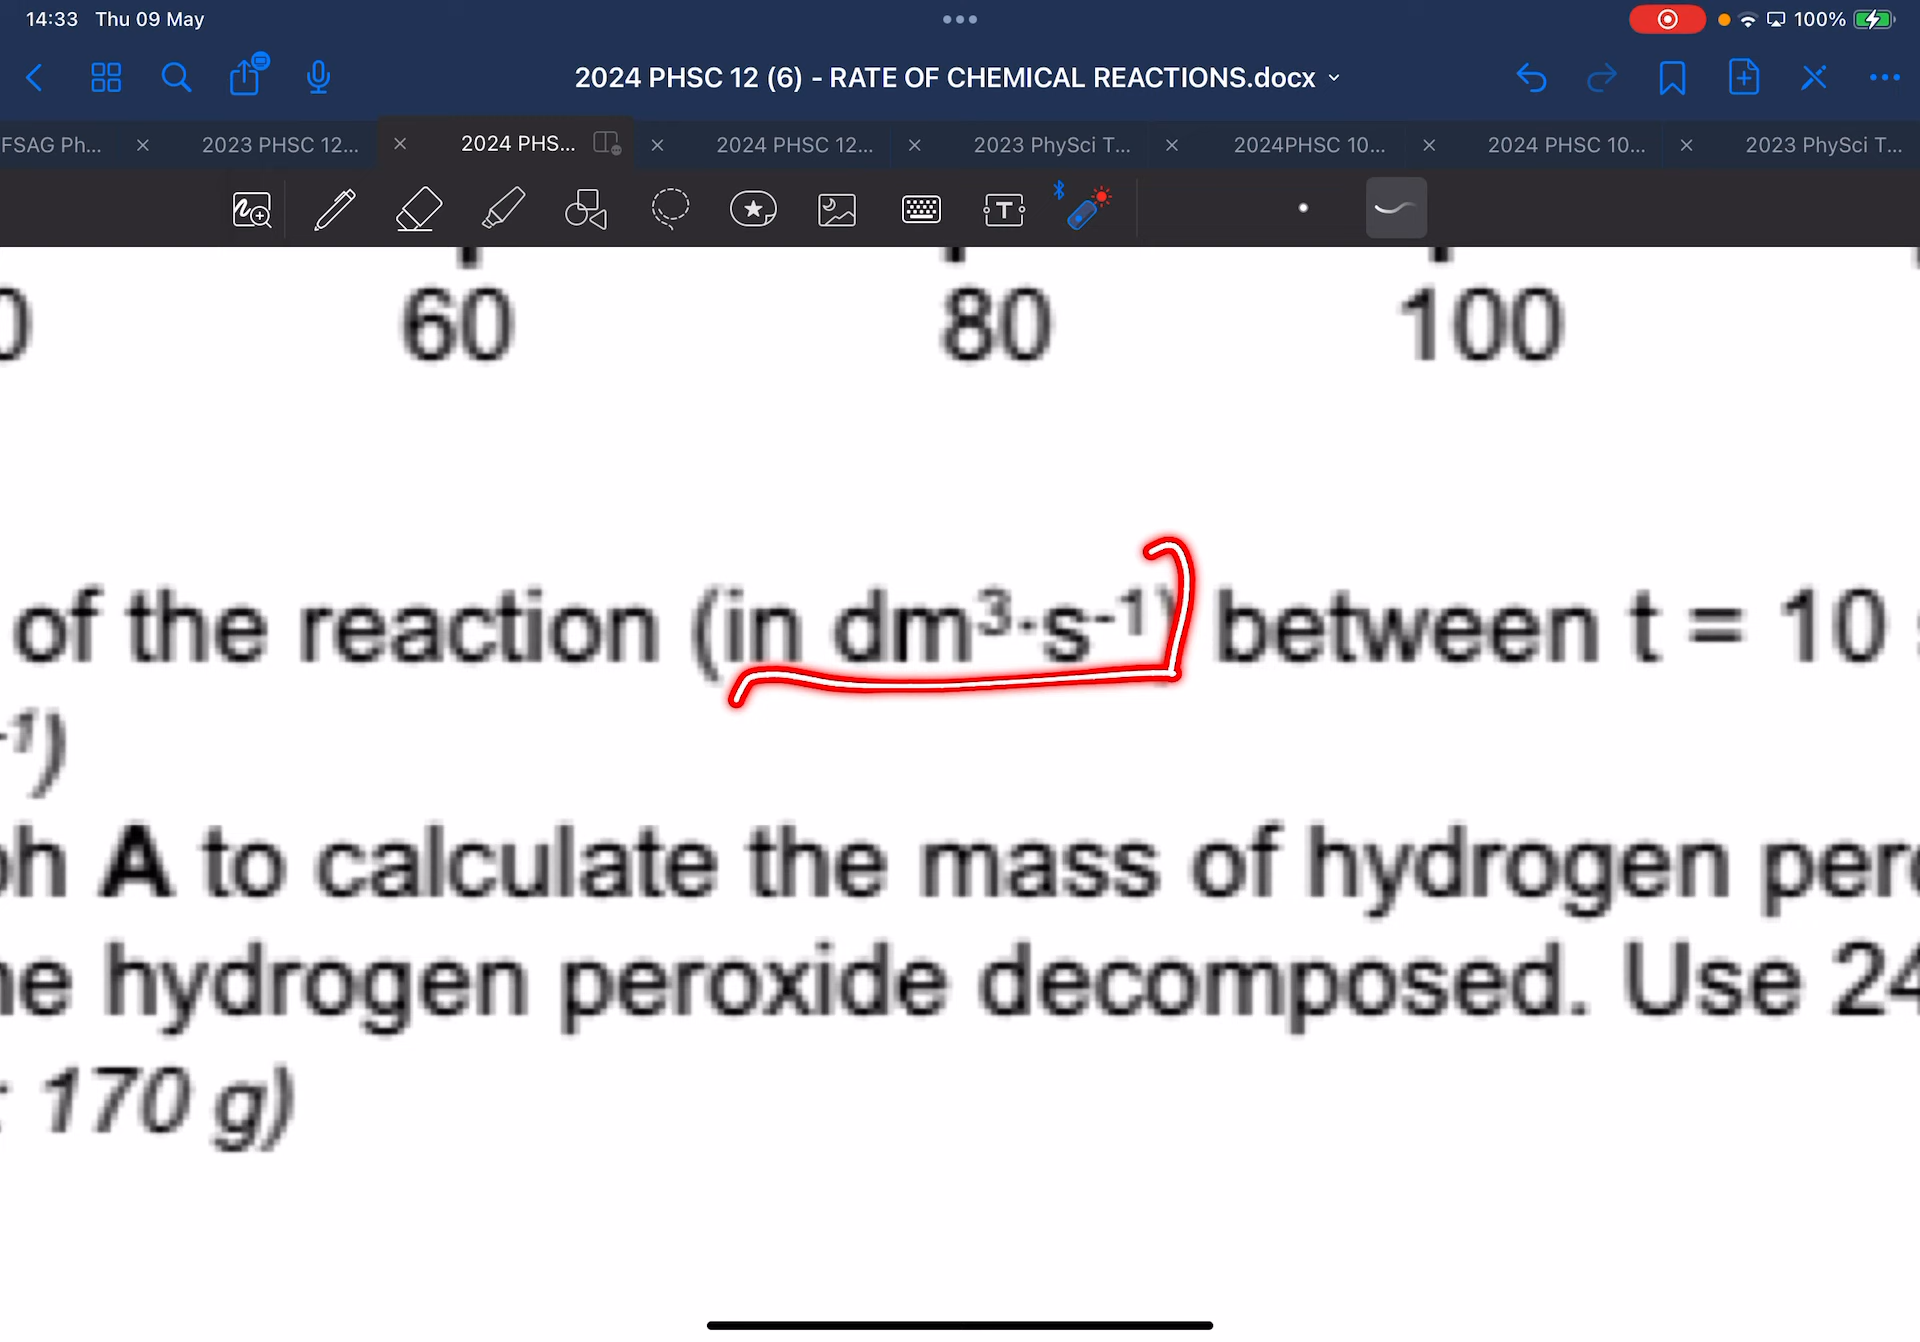 14:33 Thu 09 May
100%
2024 PHSC 12 (6) - RATE OF CHEMICAL REACTIONS.docx
FSAG Ph... 2023 PHSC 12... 2024 PHS... 2024 PHSC 12... 2023 PhySci T... 2024PHSC 10... 2024 PHSC 10... 2023 PhySci T...
0 60 80 100
of the reaction (in dm³·s⁻¹) between t = 10
⁻¹)
A to calculate the mass of hydrogen
hydrogen peroxide decomposed. Use 24
170 g)